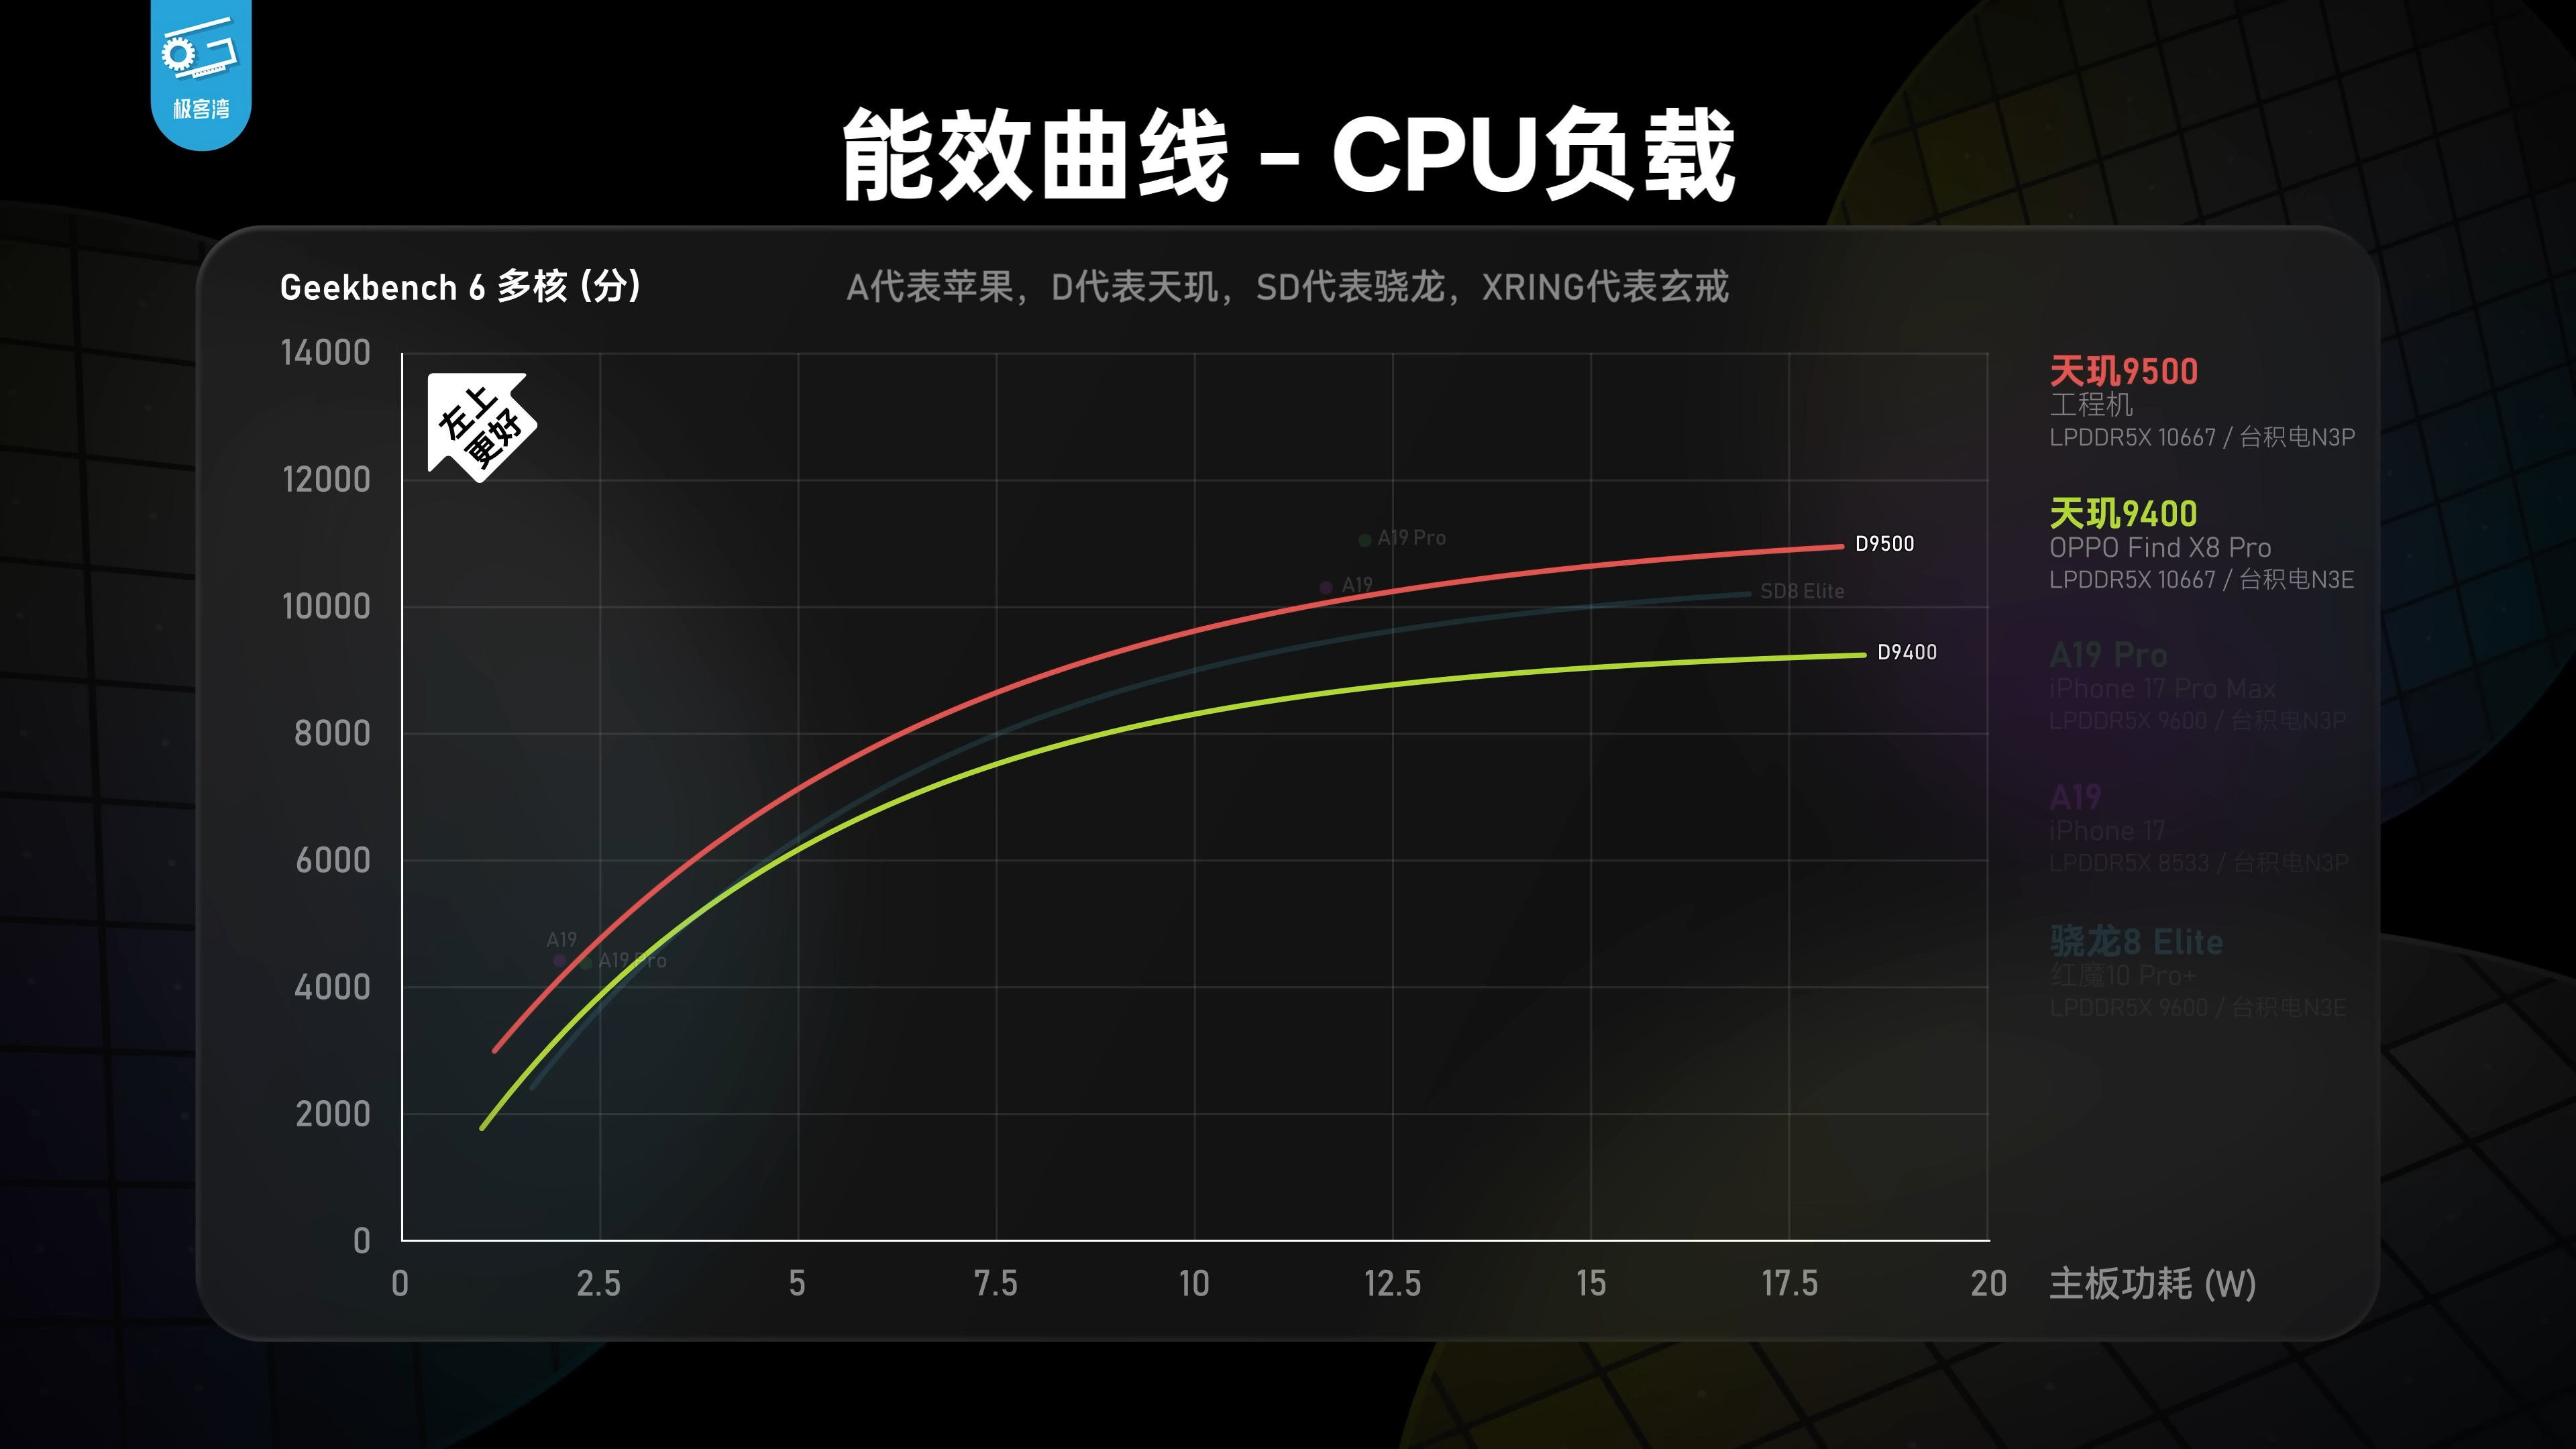 极客湾
能效曲线 - CPU负载
Geekbench 6 多核 (分)
A代表苹果，D代表天玑，SD代表骁龙，XRING代表玄戒
14000
12000
10000
8000
6000
4000
2000
0
左上
更好
A19 Pro
A19
D9500
SD8 Elite
D9400
A19
A19 Pro
0
2.5
5
7.5
10
12.5
15
17.5
20
主板功耗 (W)
天玑9500
工程机
LPDDR5X 10667 / 台积电N3P
天玑9400
OPPO Find X8 Pro
LPDDR5X 10667 / 台积电N3E
A19 Pro
iPhone 17 Pro Max
LPDDR5X 9600 / 台积电N3P
A19
iPhone 17
LPDDR5X 8533 / 台积电N3P
骁龙8 Elite
红魔10 Pro+
LPDDR5X 9600 / 台积电N3E